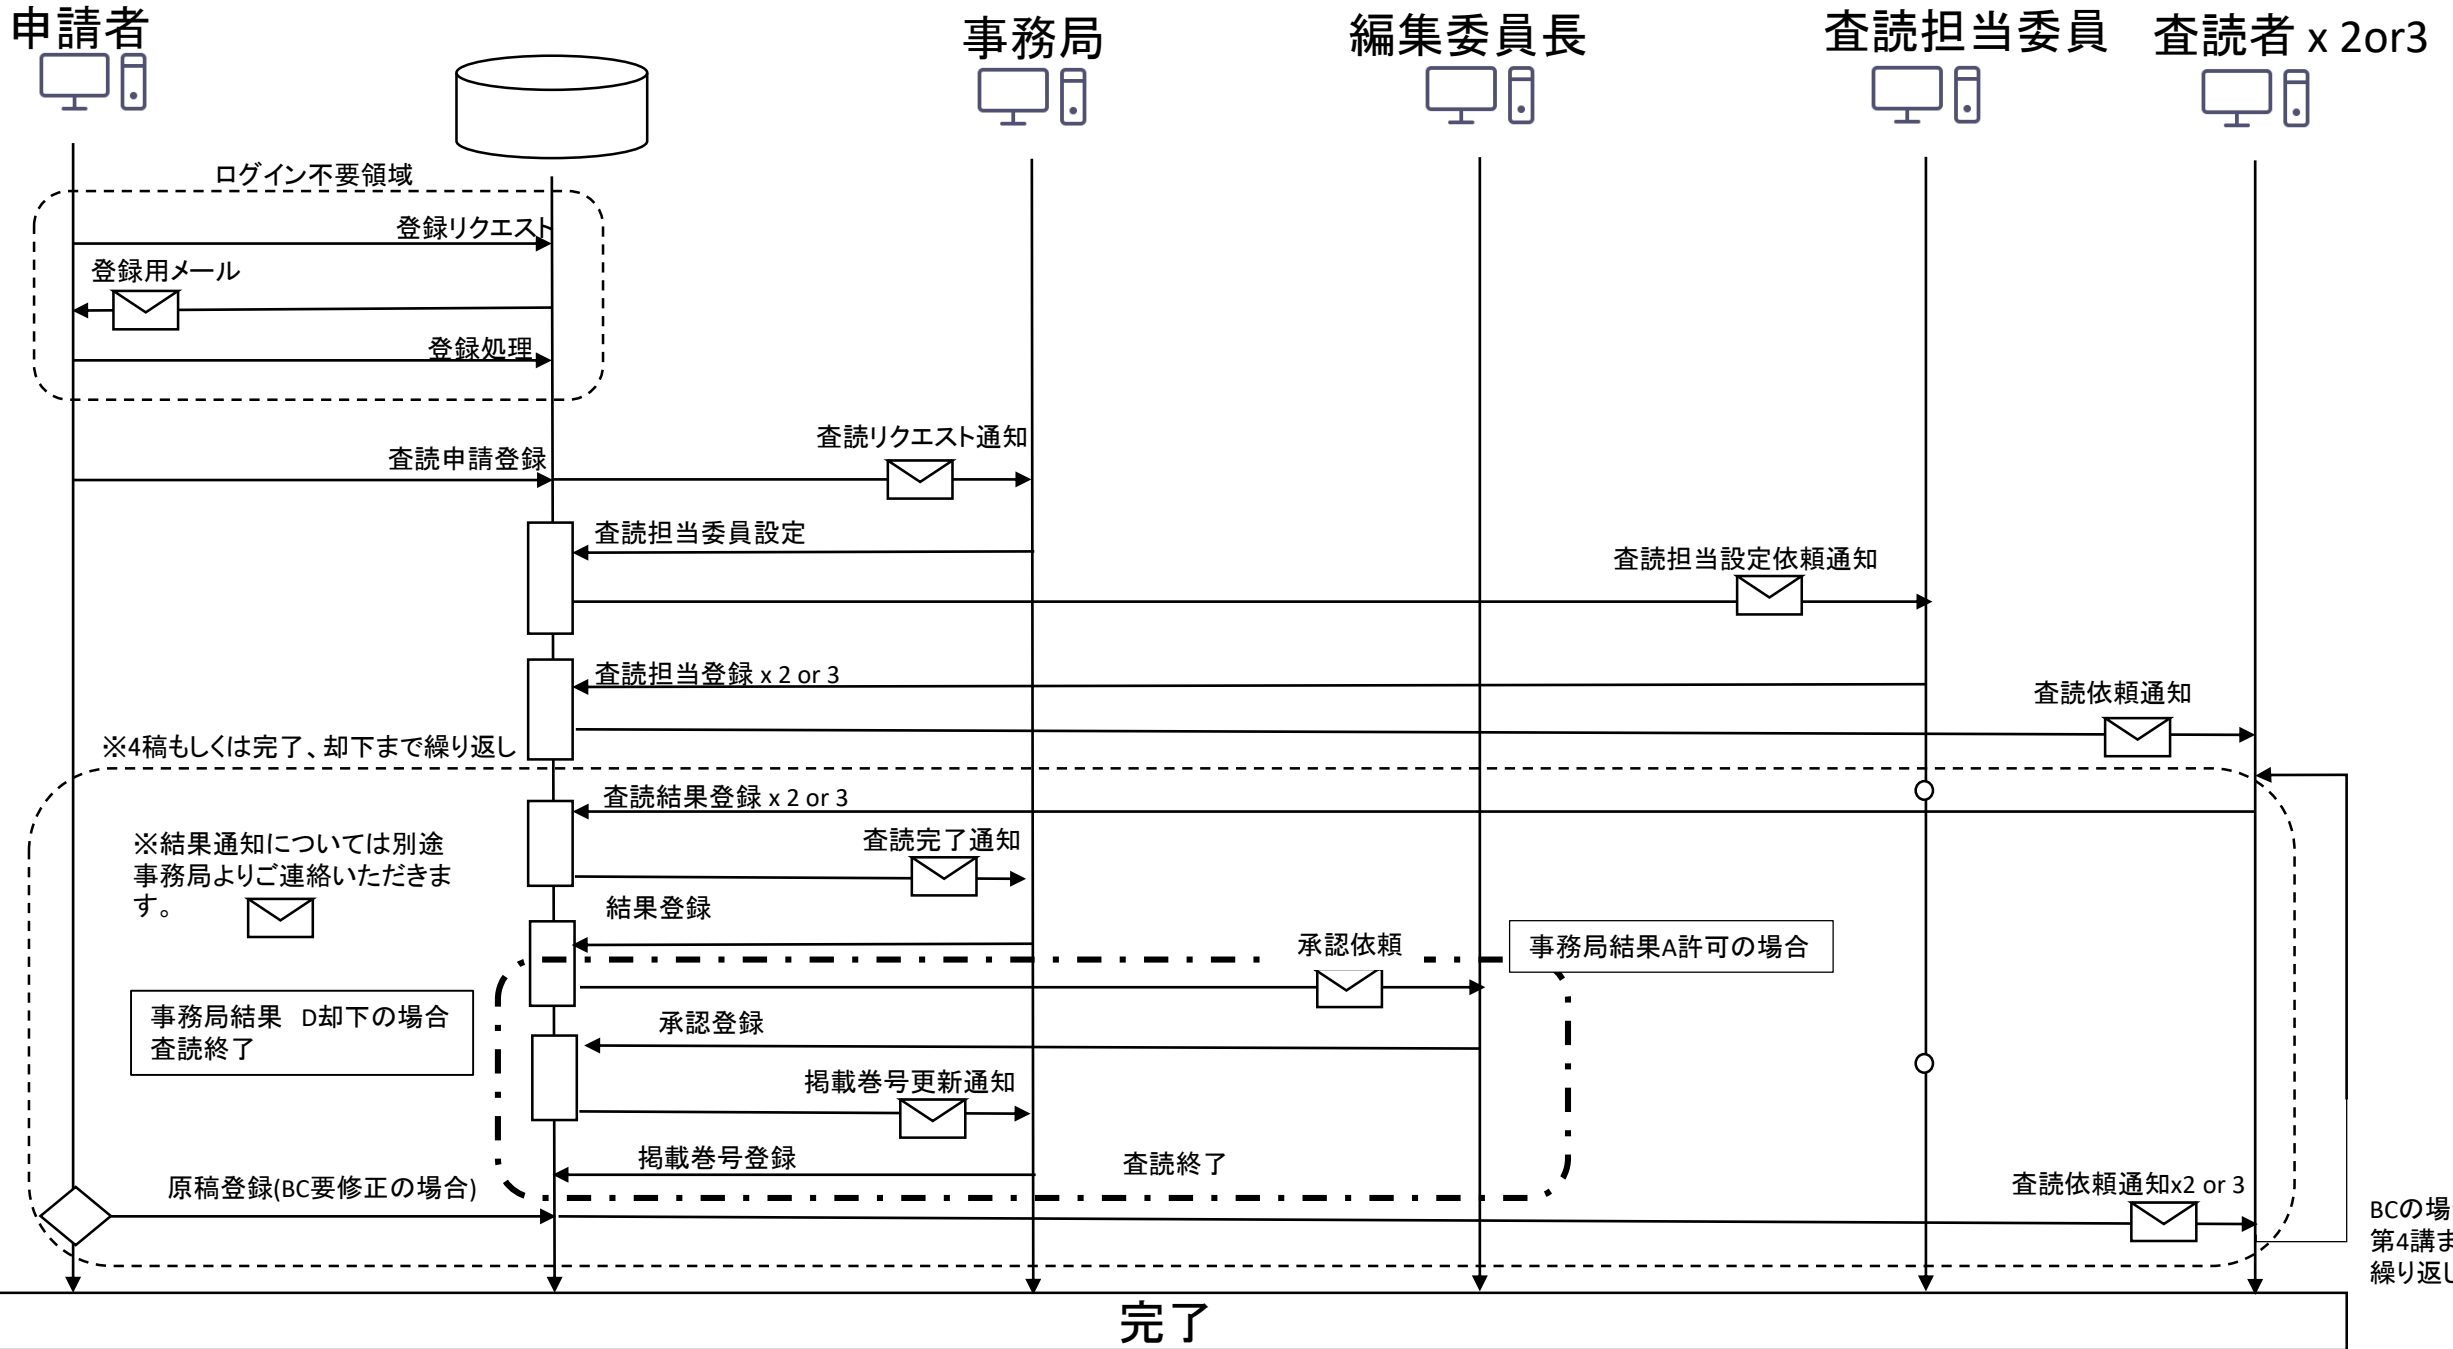 申請者
事務局
編集委員長
査読担当委員
査読者 x 2or3
ログイン不要領域
登録リクエスト
登録用メール
登録処理
査読リクエスト通知
査読申請登録
査読担当委員設定
査読担当設定依頼通知
査読担当登録 x 2 or 3
査読依頼通知
※4稿もしくは完了、却下まで繰り返し
査読結果登録 x 2 or 3
※結果通知については別途
事務局よりご連絡いただきま
す。
査読完了通知
結果登録
承認依頼
事務局結果A許可の場合
事務局結果　D却下の場合
査読終了
承認登録
掲載巻号更新通知
掲載巻号登録
査読終了
原稿登録(BC要修正の場合)
査読依頼通知x2 or 3
BCの場
第4講ま
繰り返し
完了